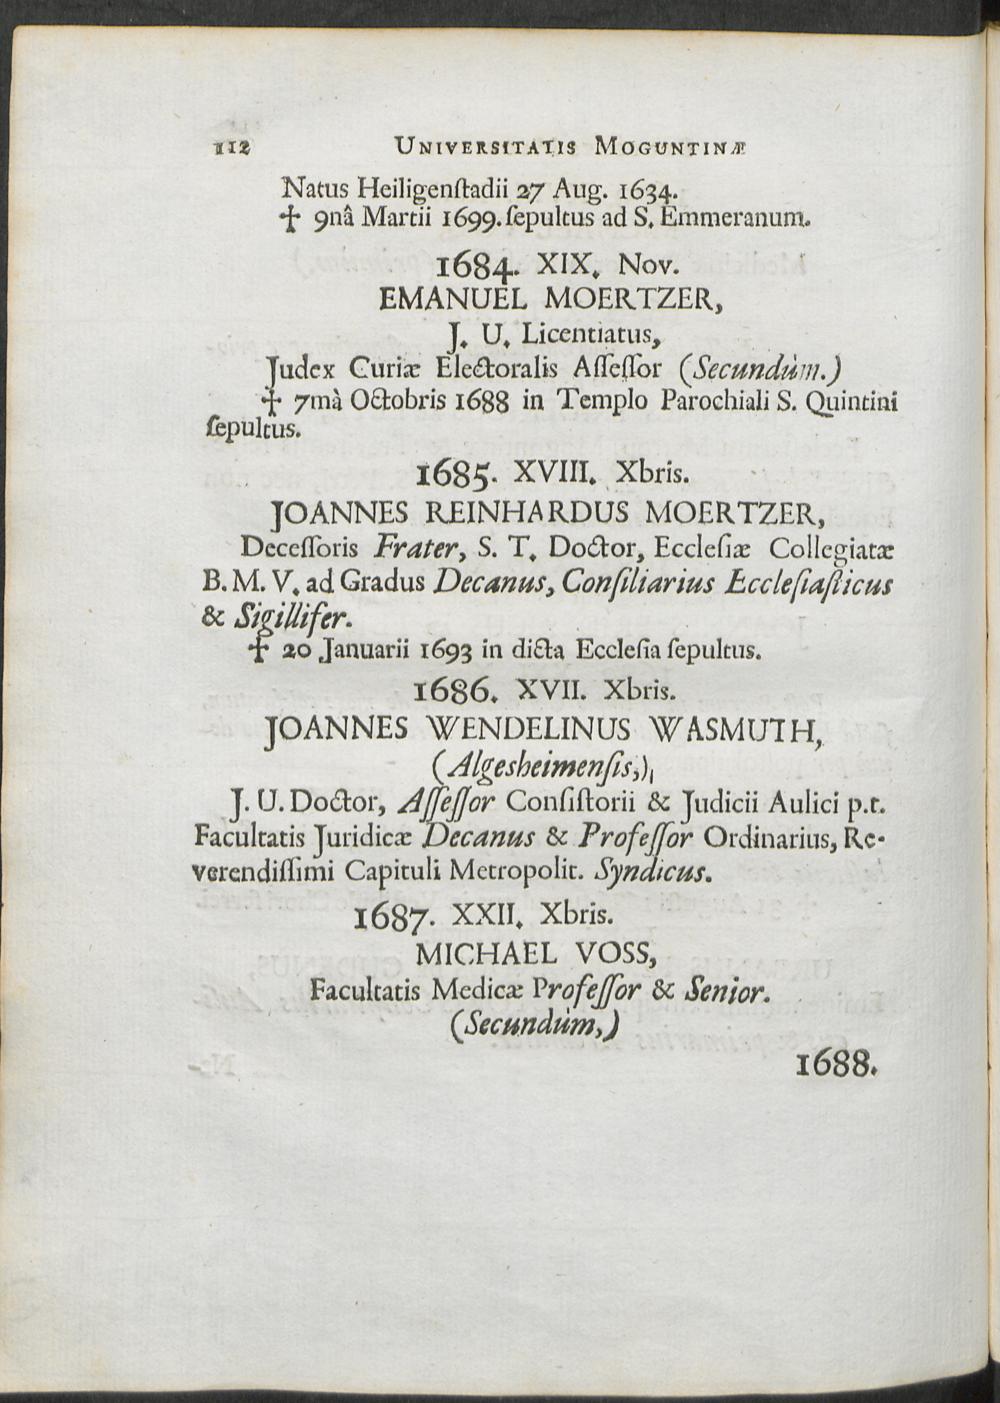 112 UNIVERSITATIS MOGUNTINÆ
Natus Heiligenſtadii 27 Aug. 1634.
✝ 9nâ Martii 1699. ſepultus ad S. Emmeranum.
1684. XIX. Nov.
EMANUEL MOERTZER,
J. U. Licentiatus,
Judex Curiæ Electoralis Aſſeſſor (Secundùm.)
✝ 7mà Octobris 1688 in Templo Parochiali S. Quintini
ſepultus.
1685. XVIII. Xbris.
JOANNES REINHARDUS MOERTZER,
Deceſſoris Frater, S. T. Doctor, Eccleſiæ Collegiatæ
B. M. V. ad Gradus Decanus, Conſiliarius Eccleſiaſticus
& Sigillifer.
✝ 20 Januarii 1693 in dicta Eccleſia ſepultus.
1686. XVII. Xbris.
JOANNES WENDELINUS WASMUTH,
(Algesheimenſis,),
J. U. Doctor, Aſſeſſor Conſiſtorii & Judicii Aulici p.t.
Facultatis Juridicæ Decanus & Profeſſor Ordinarius, Re-
verendiſſimi Capituli Metropolit. Syndicus.
1687. XXII. Xbris.
MICHAEL VOSS,
Facultatis Medicæ Profeſſor & Senior.
(Secundùm,)
1688.